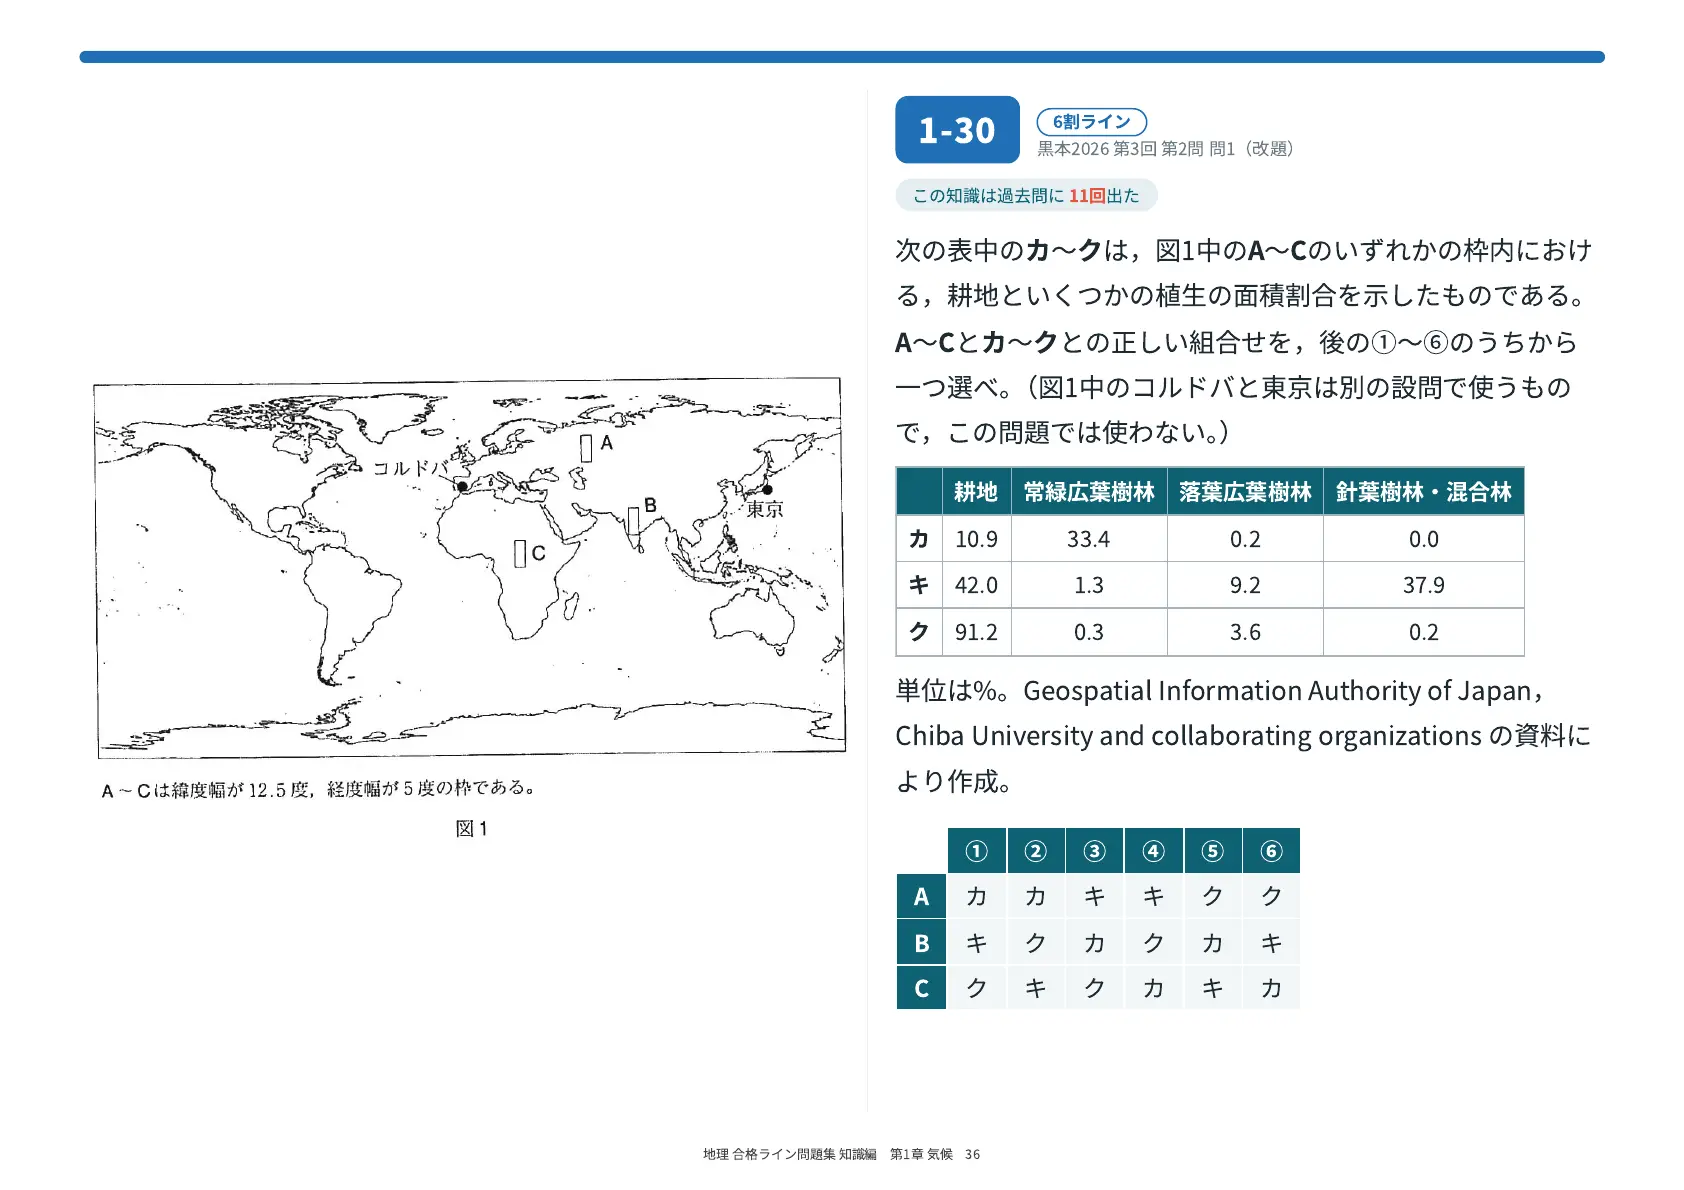 コルドバ
A
B
東京
C
A～Cは緯度幅が12.5度，経度幅が5度の枠である。
図1
1-30
6割ライン
黒本2026 第3回 第2問 問1（改題）
この知識は過去問に 11回出た
次の表中のカ～クは，図1中のA～Cのいずれかの枠内におけ
る，耕地といくつかの植生の面積割合を示したものである。
A～Cとカ～クとの正しい組合せを，後の①～⑥のうちから
一つ選べ。（図1中のコルドバと東京は別の設問で使うもの
で，この問題では使わない。）
耕地 常緑広葉樹林 落葉広葉樹林 針葉樹林・混合林
カ 10.9 33.4 0.2 0.0
キ 42.0 1.3 9.2 37.9
ク 91.2 0.3 3.6 0.2
単位は%。Geospatial Information Authority of Japan，
Chiba University and collaborating organizations の資料に
より作成。
① ② ③ ④ ⑤ ⑥
A カ カ キ キ ク ク
B キ ク カ ク カ キ
C ク キ ク カ キ カ
地理 合格ライン問題集 知識編 第1章 気候 36